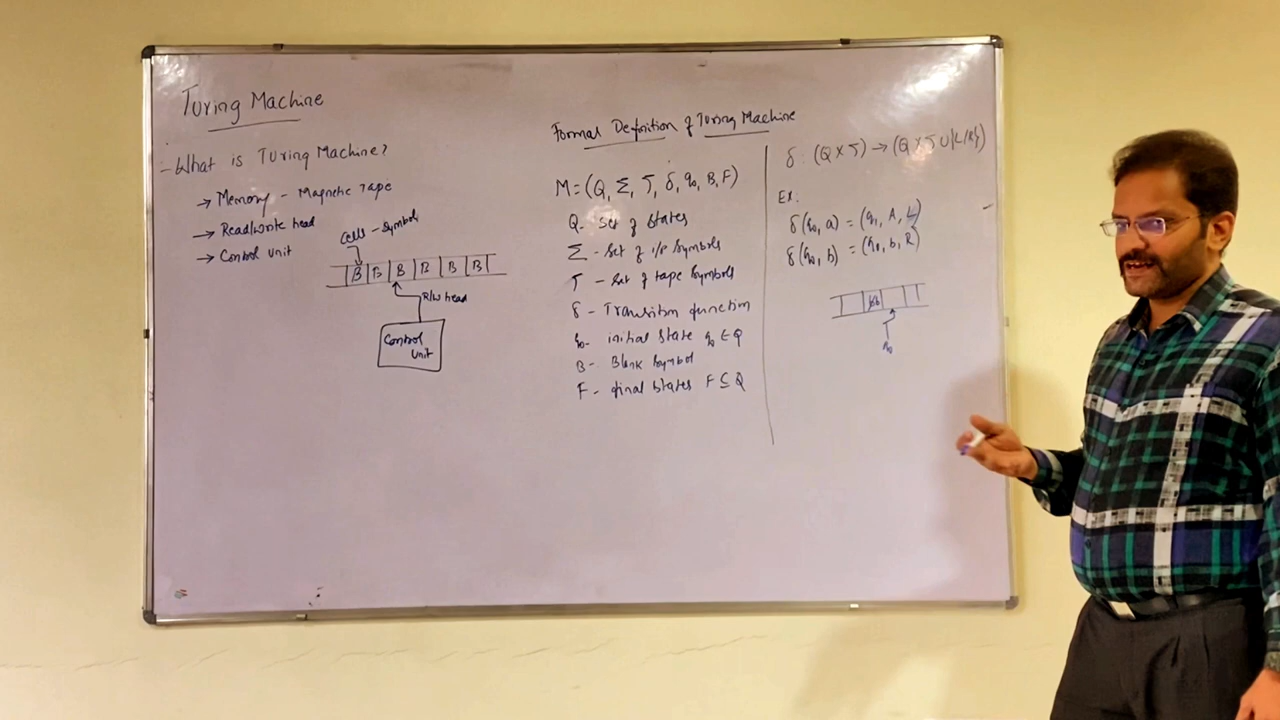 Turing Machine
- What is Turing Machine?
→ Memory - Magnetic Tape
→ Read/write head
→ Control unit
Cells - symbols
B B B B B B
R/W head
Control
Unit
Formal Definition of Turing Machine
M = (Q, Σ, Τ, δ, q₀, B, F)
Q - Set of States
Σ - Set of i/p symbols
Τ - Set of tape symbols
δ - Transition function
q₀ - initial state q₀ ∈ Q
B - Blank Symbol
F - final states F ⊆ Q
δ : (Q × Τ) → (Q × Τ ∪ {L/R})
Ex:
δ(q₀, a) = (q₁, A, L)
δ(q₀, b) = (q₀, b, R)
q₀